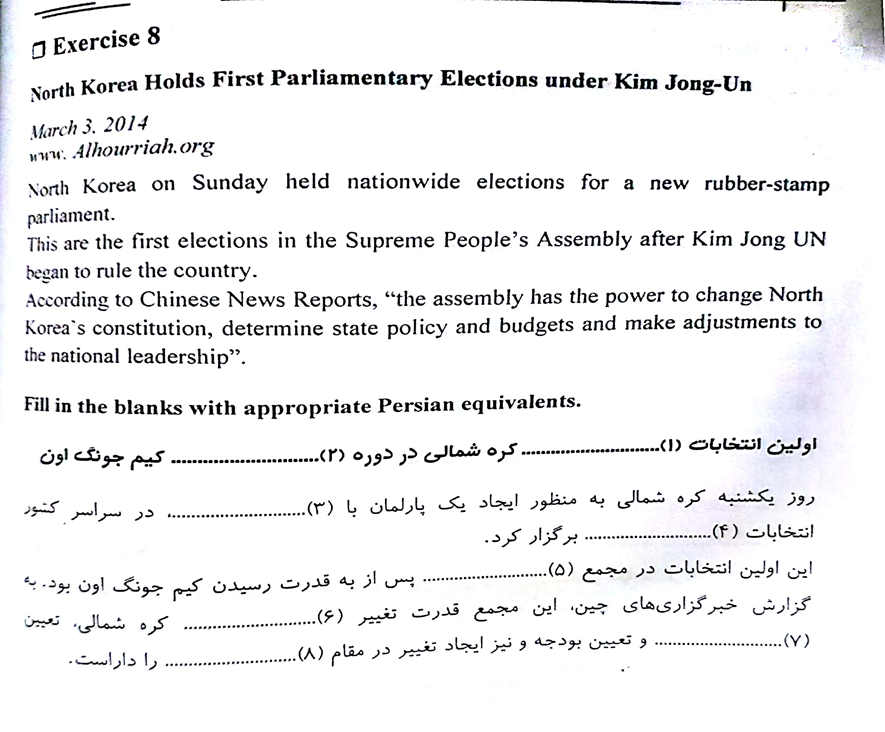 ❒ Exercise 8
North Korea Holds First Parliamentary Elections under Kim Jong-Un
March 3, 2014
www. Alhourriah.org
North Korea on Sunday held nationwide elections for a new rubber-stamp
parliament.
This are the first elections in the Supreme People's Assembly after Kim Jong UN
began to rule the country.
According to Chinese News Reports, “the assembly has the power to change North
Korea`s constitution, determine state policy and budgets and make adjustments to
the national leadership”.
Fill in the blanks with appropriate Persian equivalents.
اولین انتخابات (۱)............................ کره شمالی در دوره (۲)............................ کیم جونگ اون
روز یکشنبه کره شمالی به منظور ایجاد یک پارلمان با (۳)............................، در سراسر کشور
انتخابات (۴)............................ برگزار کرد.
این اولین انتخابات در مجمع (۵)............................ پس از به قدرت رسیدن کیم جونگ اون بود. به
گزارش خبرگزاری‌های چین، این مجمع قدرت تغییر (۶)............................ کره شمالی، تعیین
(۷)............................ و تعیین بودجه و نیز ایجاد تغییر در مقام (۸)............................ را داراست.